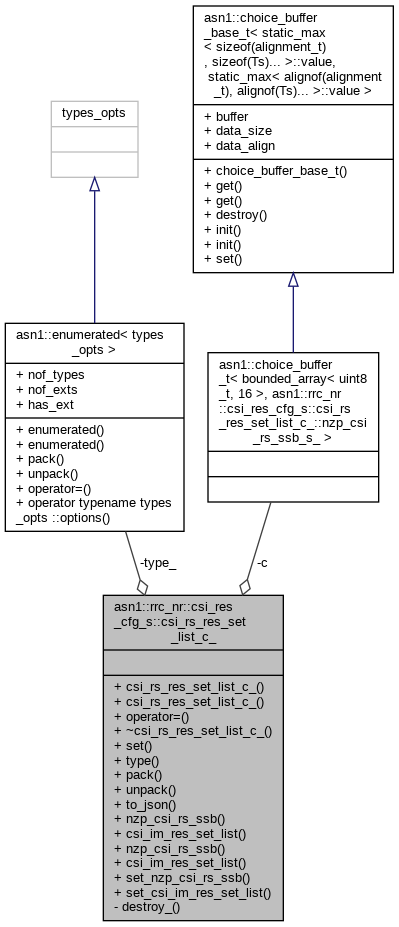 asn1::choice_buffer
_base_t< static_max
< sizeof(alignment_t)
, sizeof(Ts)... >::value,
static_max< alignof(alignment
_t), alignof(Ts)... >::value >
+ buffer
+ data_size
+ data_align
+ choice_buffer_base_t()
+ get()
+ get()
+ destroy()
+ init()
+ init()
+ set()
types_opts
asn1::enumerated< types
_opts >
+ nof_types
+ nof_exts
+ has_ext
+ enumerated()
+ enumerated()
+ pack()
+ unpack()
+ operator=()
+ operator typename types
_opts ::options()
asn1::choice_buffer
_t< bounded_array< uint8
_t, 16 >, asn1::rrc_nr
::csi_res_cfg_s::csi_rs
_res_set_list_c_::nzp_csi
_rs_ssb_s_ >
-type_
-c
asn1::rrc_nr::csi_res
_cfg_s::csi_rs_res_set
_list_c_
+ csi_rs_res_set_list_c_()
+ csi_rs_res_set_list_c_()
+ operator=()
+ ~csi_rs_res_set_list_c_()
+ set()
+ type()
+ pack()
+ unpack()
+ to_json()
+ nzp_csi_rs_ssb()
+ csi_im_res_set_list()
+ nzp_csi_rs_ssb()
+ csi_im_res_set_list()
+ set_nzp_csi_rs_ssb()
+ set_csi_im_res_set_list()
- destroy_()